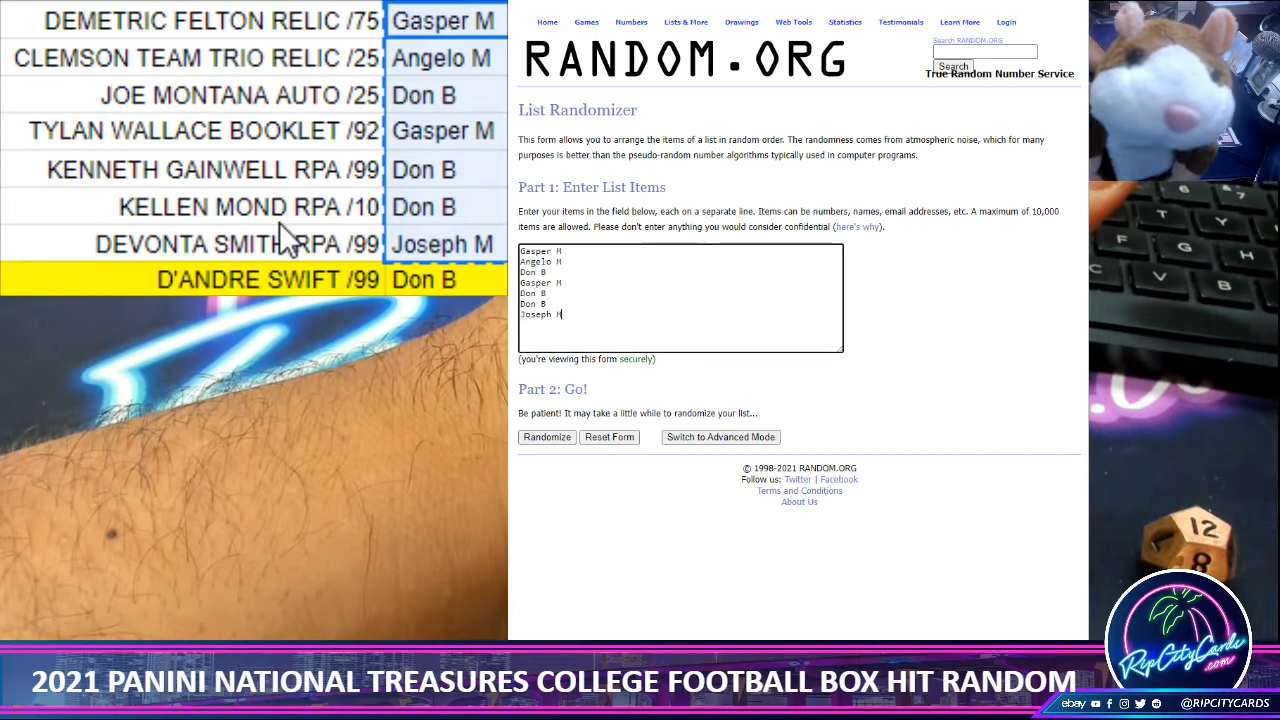 DEMETRIC FELTON RELIC /75 Gasper M
CLEMSON TEAM TRIO RELIC /25 Angelo M
JOE MONTANA AUTO /25 Don B
TYLAN WALLACE BOOKLET /92 Gasper M
KENNETH GAINWELL RPA /99 Don B
KELLEN MOND RPA /10 Don B
DEVONTA SMITH RPA /99 Joseph M
D'ANDRE SWIFT /99 Don B
Home Games Numbers Lists & More Drawings Web Tools Statistics Testimonials Learn More Login
RANDOM.ORG
Search RANDOM.ORG
Search
True Random Number Service
List Randomizer
This form allows you to arrange the items of a list in random order. The randomness comes from atmospheric noise, which for many
purposes is better than the pseudo-random number algorithms typically used in computer programs.
Part 1: Enter List Items
Enter your items in the field below, each on a separate line. Items can be numbers, names, email addresses, etc. A maximum of 10,000
items are allowed. Please don't enter anything you would consider confidential (here's why).
Gasper M
Angelo M
Don B
Gasper M
Don B
Don B
Joseph M
(you're viewing this form securely)
Part 2: Go!
Be patient! It may take a little while to randomize your list...
Randomize Reset Form Switch to Advanced Mode
© 1998-2021 RANDOM.ORG
Follow us: Twitter | Facebook
Terms and Conditions
About Us
6 7
T Y
F G H
V B
12
8
RipCityCards
.com
2021 PANINI NATIONAL TREASURES COLLEGE FOOTBALL BOX HIT RANDOM
ebay @RIPCITYCARDS